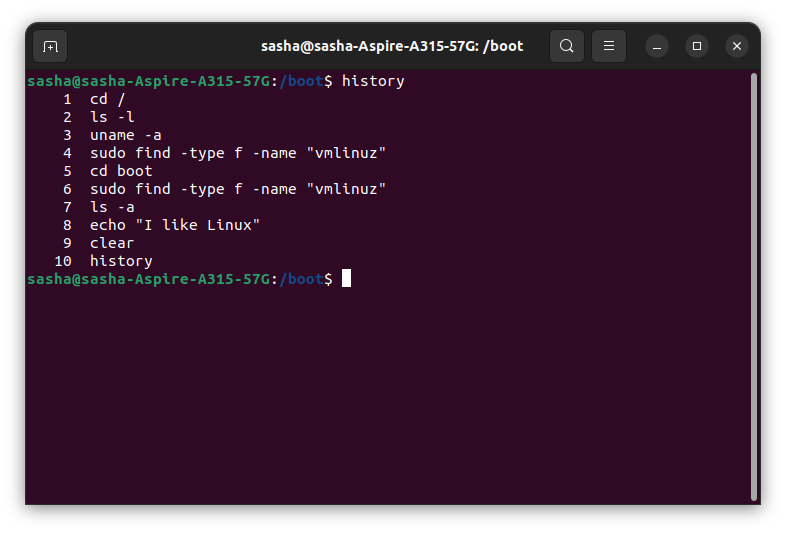 sasha@sasha-Aspire-A315-57G: /boot
sasha@sasha-Aspire-A315-57G:/boot$ history
1 cd /
2 ls -l
3 uname -a
4 sudo find -type f -name "vmlinuz"
5 cd boot
6 sudo find -type f -name "vmlinuz"
7 ls -a
8 echo "I like Linux"
9 clear
10 history
sasha@sasha-Aspire-A315-57G:/boot$